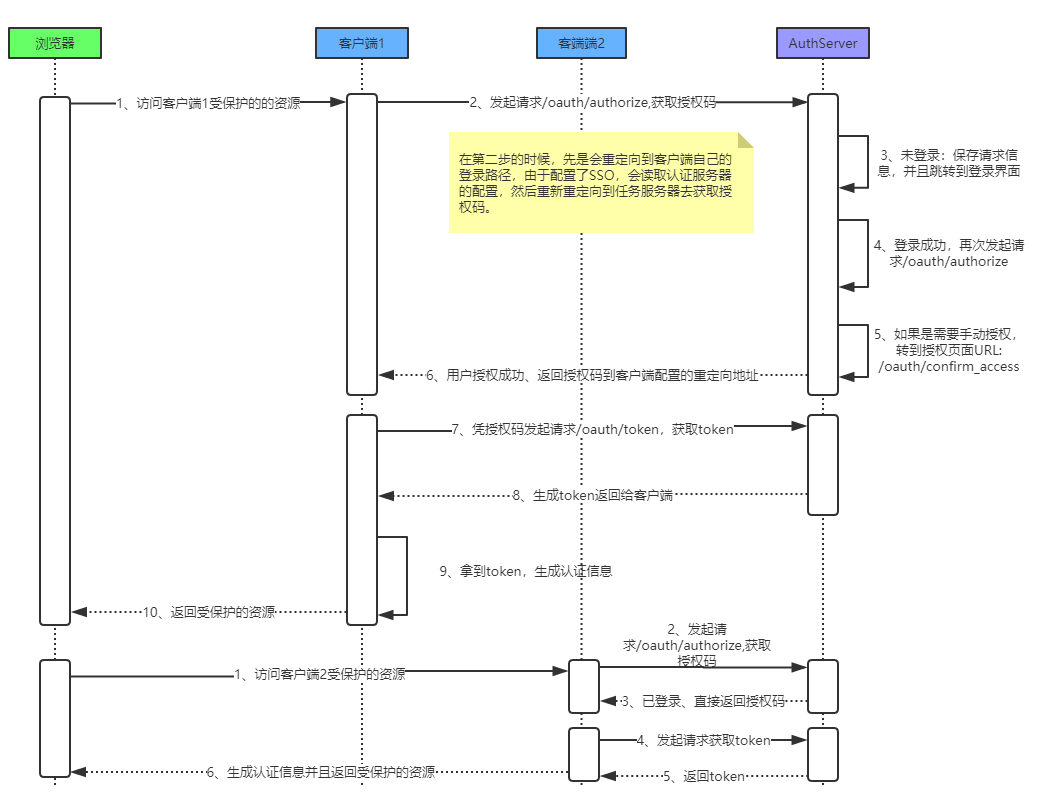 浏览器
客户端1
客端端2
AuthServer
1、访问客户端1受保护的的资源
2、发起请求/oauth/authorize,获取授权码
在第二步的时候，先是会重定向到客户端自己的
登录路径，由于配置了SSO，会读取认证服务器
的配置，然后重新重定向到任务服务器去获取授
权码。
3、未登录：保存请求信
息，并且跳转到登录界面
4、登录成功，再次发起请
求/oauth/authorize
5、如果是需要手动授权，
转到授权页面URL:
/oauth/confirm_access
6、用户授权成功、返回授权码到客户端配置的重定向地址
7、凭授权码发起请求/oauth/token，获取token
8、生成token返回给客户端
9、拿到token，生成认证信息
10、返回受保护的资源
2、发起请
求/oauth/authorize,获取
授权码
1、访问客户端2受保护的资源
3、已登录、直接返回授权码
4、发起请求获取token
6、生成认证信息并且返回受保护的资源
5、返回token